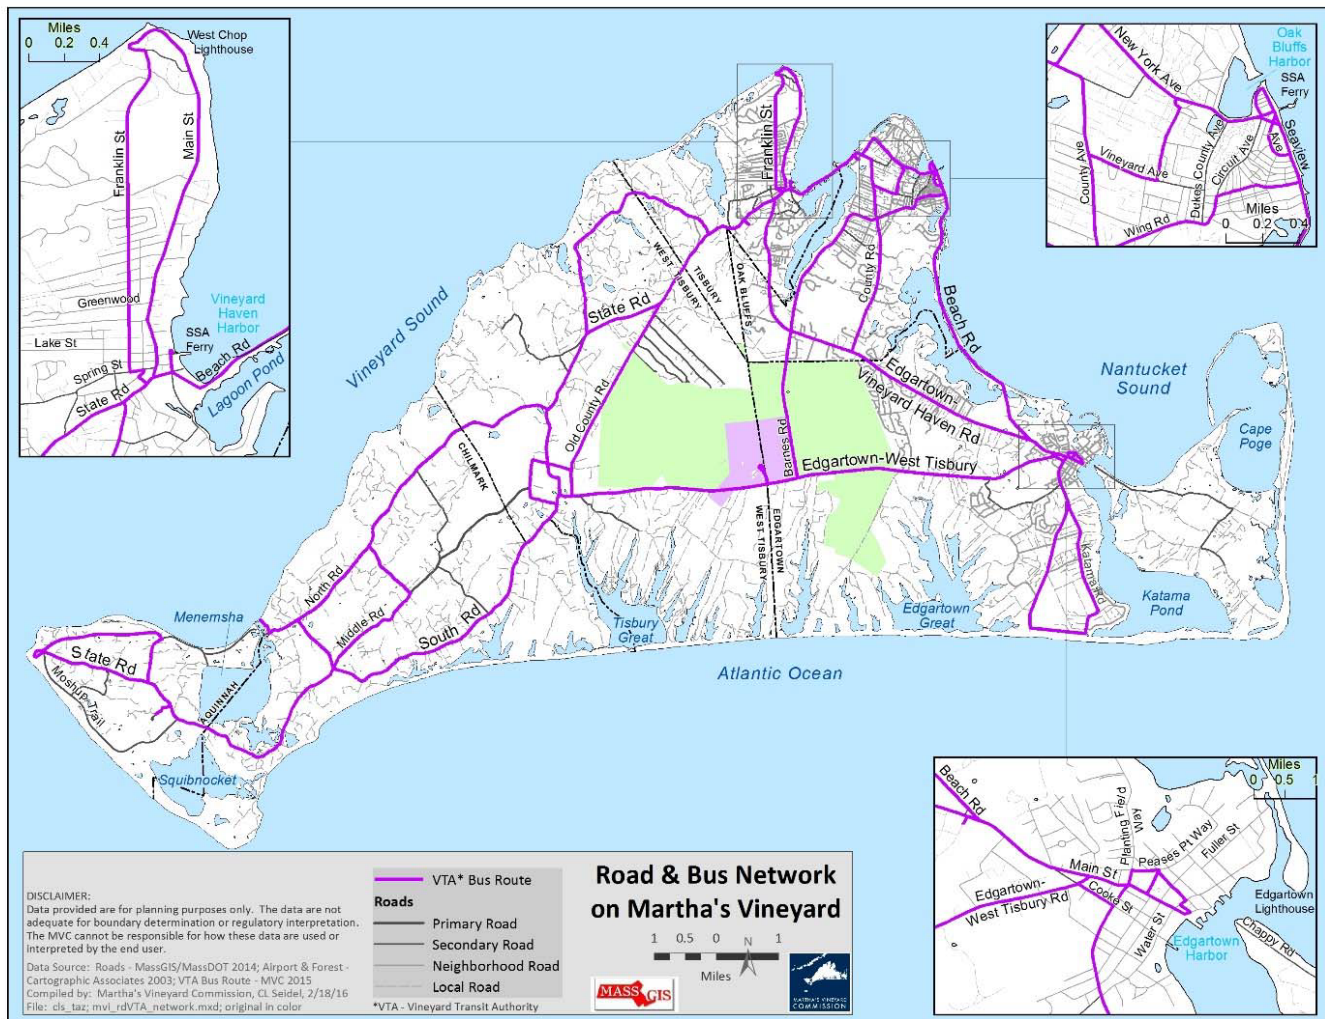 Miles
0 0.2 0.4
West Chop
Lighthouse
Franklin St
Main St
Greenwood
Lake St
Spring St
State Rd
SSA
Ferry
Beach Rd
Vineyard
Haven
Harbor
Lagoon Pond
New York Ave
Oak
Bluffs
Harbor
SSA
Ferry
Seaview
Ave
County Ave
Vineyard Ave
Dukes County Ave
Circuit Ave
Wing Rd
Miles
0 0.2 0.4
Franklin St
Vineyard Sound
WEST TISBURY
TISBURY
OAK BLUFFS
State Rd
Old County Rd
County Rd
Beach Rd
Edgartown-
Vineyard Haven Rd
Barnes Rd
Edgartown-West Tisbury
Nantucket
Sound
Cape
Poge
CHILMARK
WEST TISBURY
EDGARTOWN
North Rd
Middle Rd
South Rd
Menemsha
State Rd
Moshup Trail
AQUINNAH
Squibnocket
Tisbury
Great
Edgartown
Great
Katama Rd
Katama
Pond
Atlantic Ocean
Miles
0 0.5 1
Beach Rd
Planting Field
Way
Peases Pt Way
Fuller St
Main St
Edgartown-
West Tisbury Rd
Cooke St
Water St
Edgartown
Lighthouse
Edgartown
Harbor
Chappy Rd
DISCLAIMER:
Data provided are for planning purposes only. The data are not
adequate for boundary determination or regulatory interpretation.
The MVC cannot be responsible for how these data are used or
interpreted by the end user.
Data Source: Roads - MassGIS/MassDOT 2014; Airport & Forest -
Cartographic Associates 2003; VTA Bus Route - MVC 2015
Compiled by: Martha's Vineyard Commission, CL Seidel, 2/18/16
File: cls_taz; mvi_rdVTA_network.mxd; original in color
VTA* Bus Route
Roads
Primary Road
Secondary Road
Neighborhood Road
Local Road
*VTA - Vineyard Transit Authority
Road & Bus Network
on Martha's Vineyard
1 0.5 0 1
N
Miles
MASSGIS
MARTHA'S VINEYARD
COMMISSION